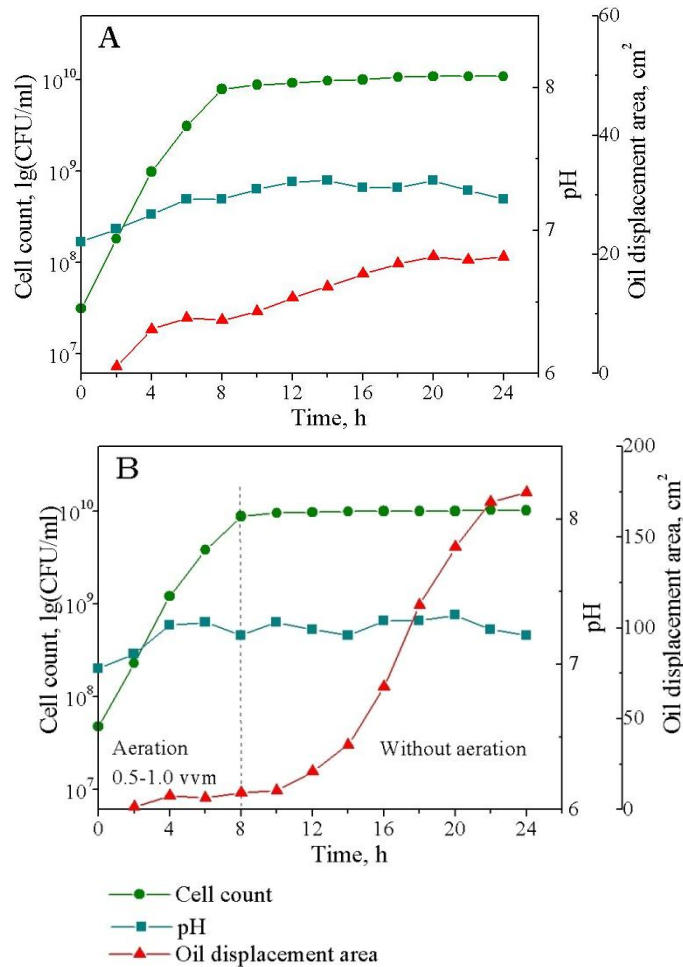 A
Cell count, lg(CFU/ml)
10¹⁰
10⁹
10⁸
10⁷
0 4 8 12 16 20 24
Time, h
8
7
6
pH
60
40
20
0
Oil displacement area, cm²
B
Cell count, lg(CFU/ml)
10¹⁰
10⁹
10⁸
10⁷
Aeration
0.5-1.0 vvm
Without aeration
0 4 8 12 16 20 24
Time, h
8
7
6
pH
200
150
100
50
0
Oil displacement area, cm²
Cell count
pH
Oil displacement area